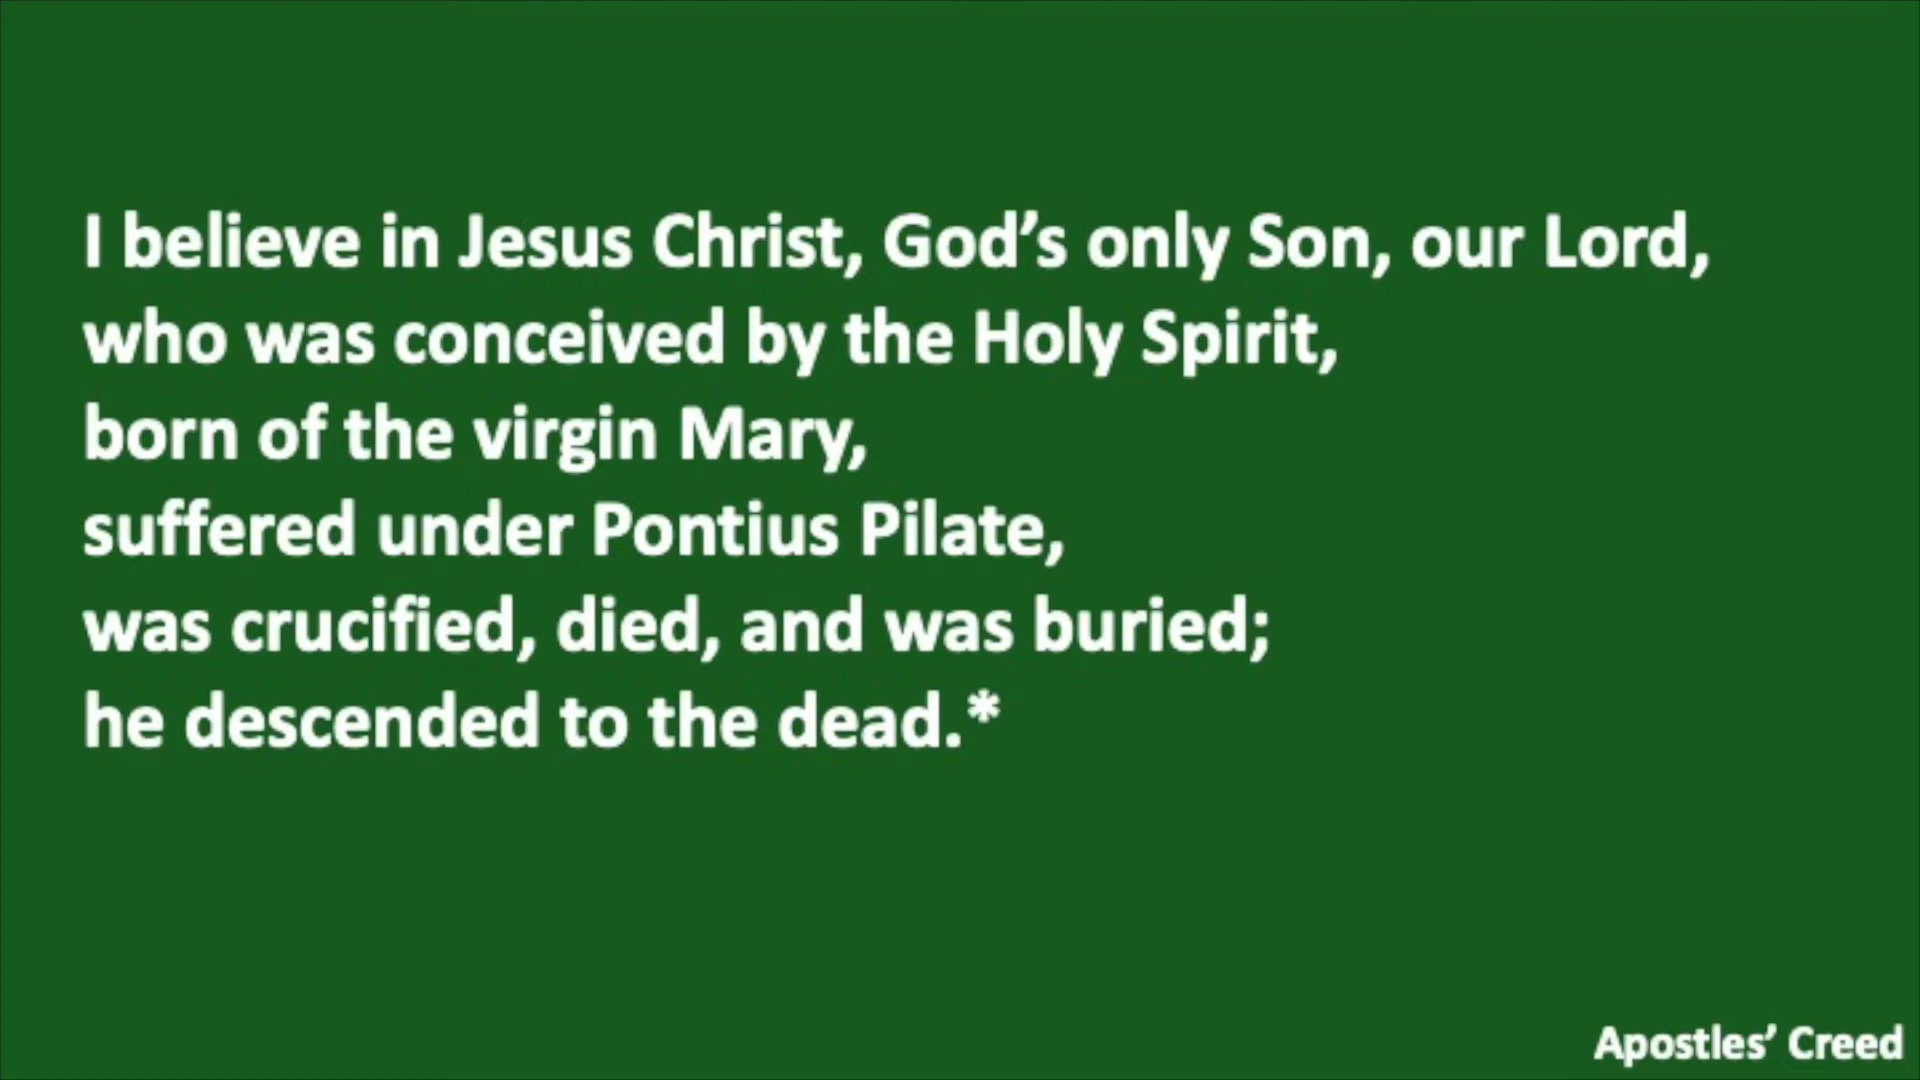 I believe in Jesus Christ, God’s only Son, our Lord,
who was conceived by the Holy Spirit,
born of the virgin Mary,
suffered under Pontius Pilate,
was crucified, died, and was buried;
he descended to the dead.*
Apostles’ Creed